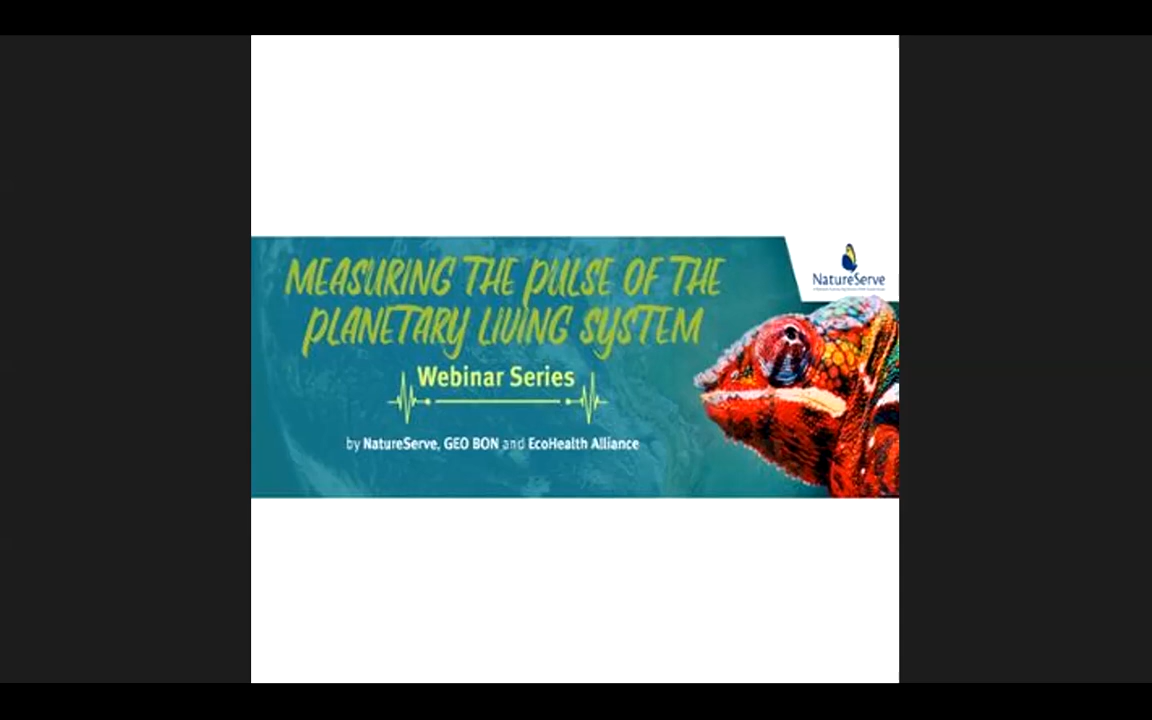 MEASURING THE PULSE OF THE
PLANETARY LIVING SYSTEM
Webinar Series
by NatureServe, GEO BON and EcoHealth Alliance
NatureServe